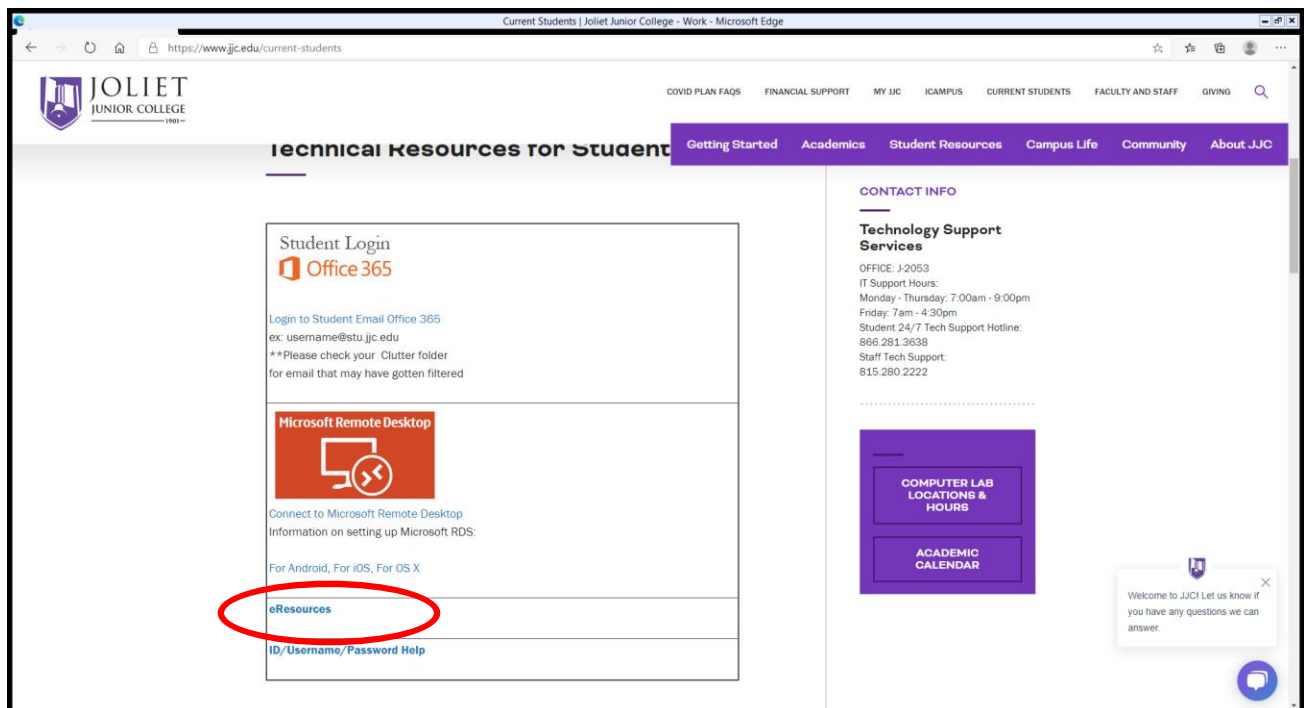 Current Students | Joliet Junior College - Work - Microsoft Edge
https://www.jjc.edu/current-students
JOLIET
JUNIOR COLLEGE
1901
COVID PLAN FAQS FINANCIAL SUPPORT MY JJC ICAMPUS CURRENT STUDENTS FACULTY AND STAFF GIVING
Getting Started Academics Student Resources Campus Life Community About JJC
Technical Resources for Student
Student Login
Office 365
Login to Student Email Office 365
ex: username@stu.jjc.edu
**Please check your Clutter folder
for email that may have gotten filtered
Microsoft Remote Desktop
Connect to Microsoft Remote Desktop
Information on setting up Microsoft RDS:
For Android, For iOS, For OS X
eResources
ID/Username/Password Help
CONTACT INFO
Technology Support
Services
OFFICE: J-2053
IT Support Hours:
Monday - Thursday: 7:00am - 9:00pm
Friday: 7am - 4:30pm
Student 24/7 Tech Support Hotline:
866.281.3638
Staff Tech Support:
815.280.2222
COMPUTER LAB
LOCATIONS &
HOURS
ACADEMIC
CALENDAR
Welcome to JJC! Let us know if
you have any questions we can
answer.